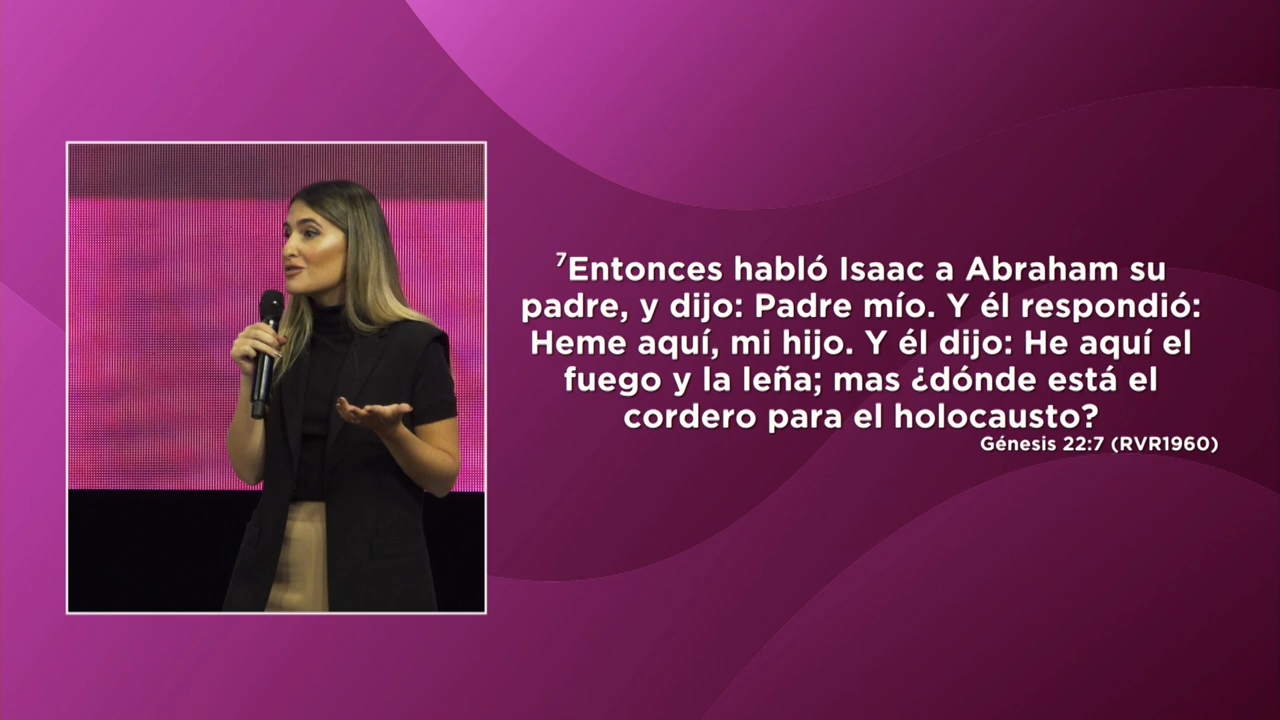 ⁷Entonces habló Isaac a Abraham su
padre, y dijo: Padre mío. Y él respondió:
Heme aquí, mi hijo. Y él dijo: He aquí el
fuego y la leña; mas ¿dónde está el
cordero para el holocausto?
Génesis 22:7 (RVR1960)